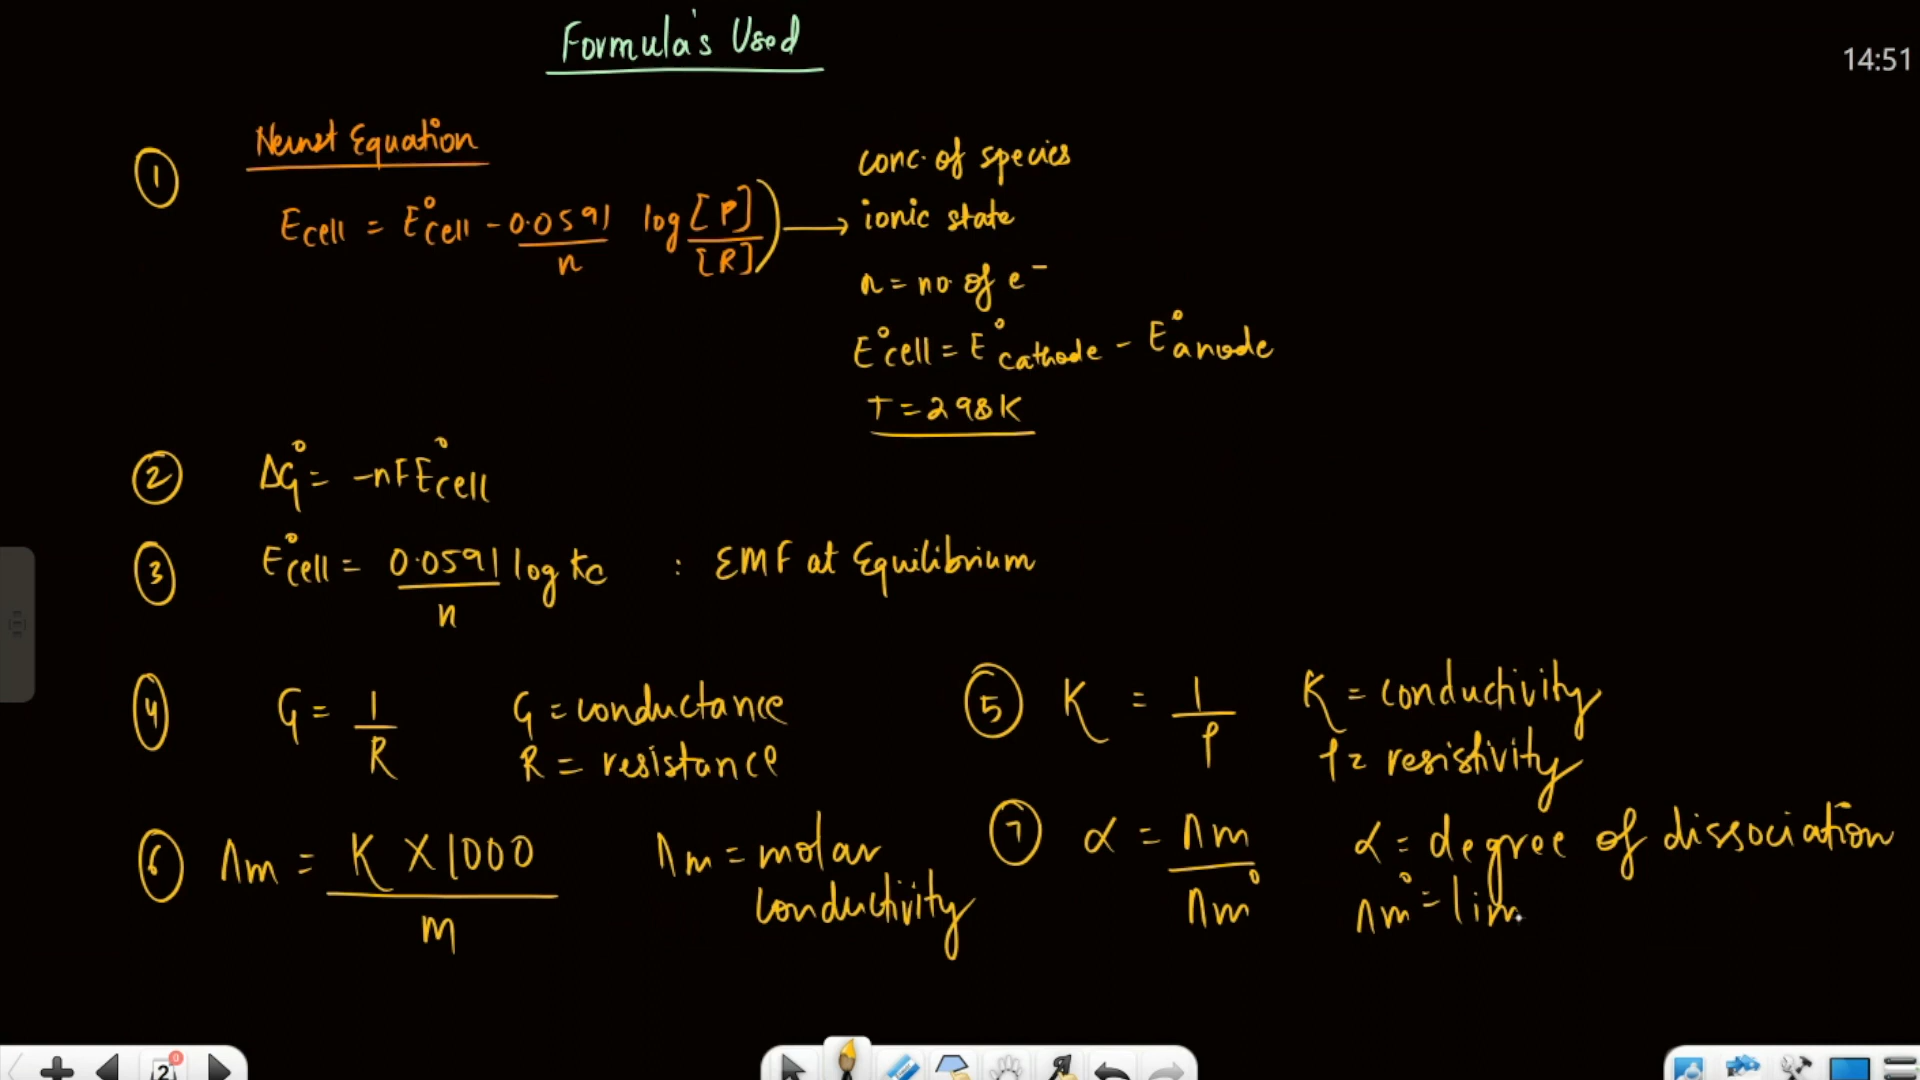 Formula's Used
14:51
① Nernst Equation
Ecell = E°cell - 0.0591/n log [P]/[R] → conc. of species
ionic state
n = no. of e⁻
E°cell = E°cathode - E°anode
T = 298K
② ΔG° = -nFE°cell
③ E°cell = 0.0591/n log Kc : EMF at Equilibrium
④ G = 1/R G = conductance
R = resistance
⑤ K = 1/ρ K = conductivity
ρ = resistivity
⑥ Λm = K X 1000/m Λm = molar
conductivity
⑦ α = Λm/Λm° α = degree of dissociation
Λm° = lim
2
0